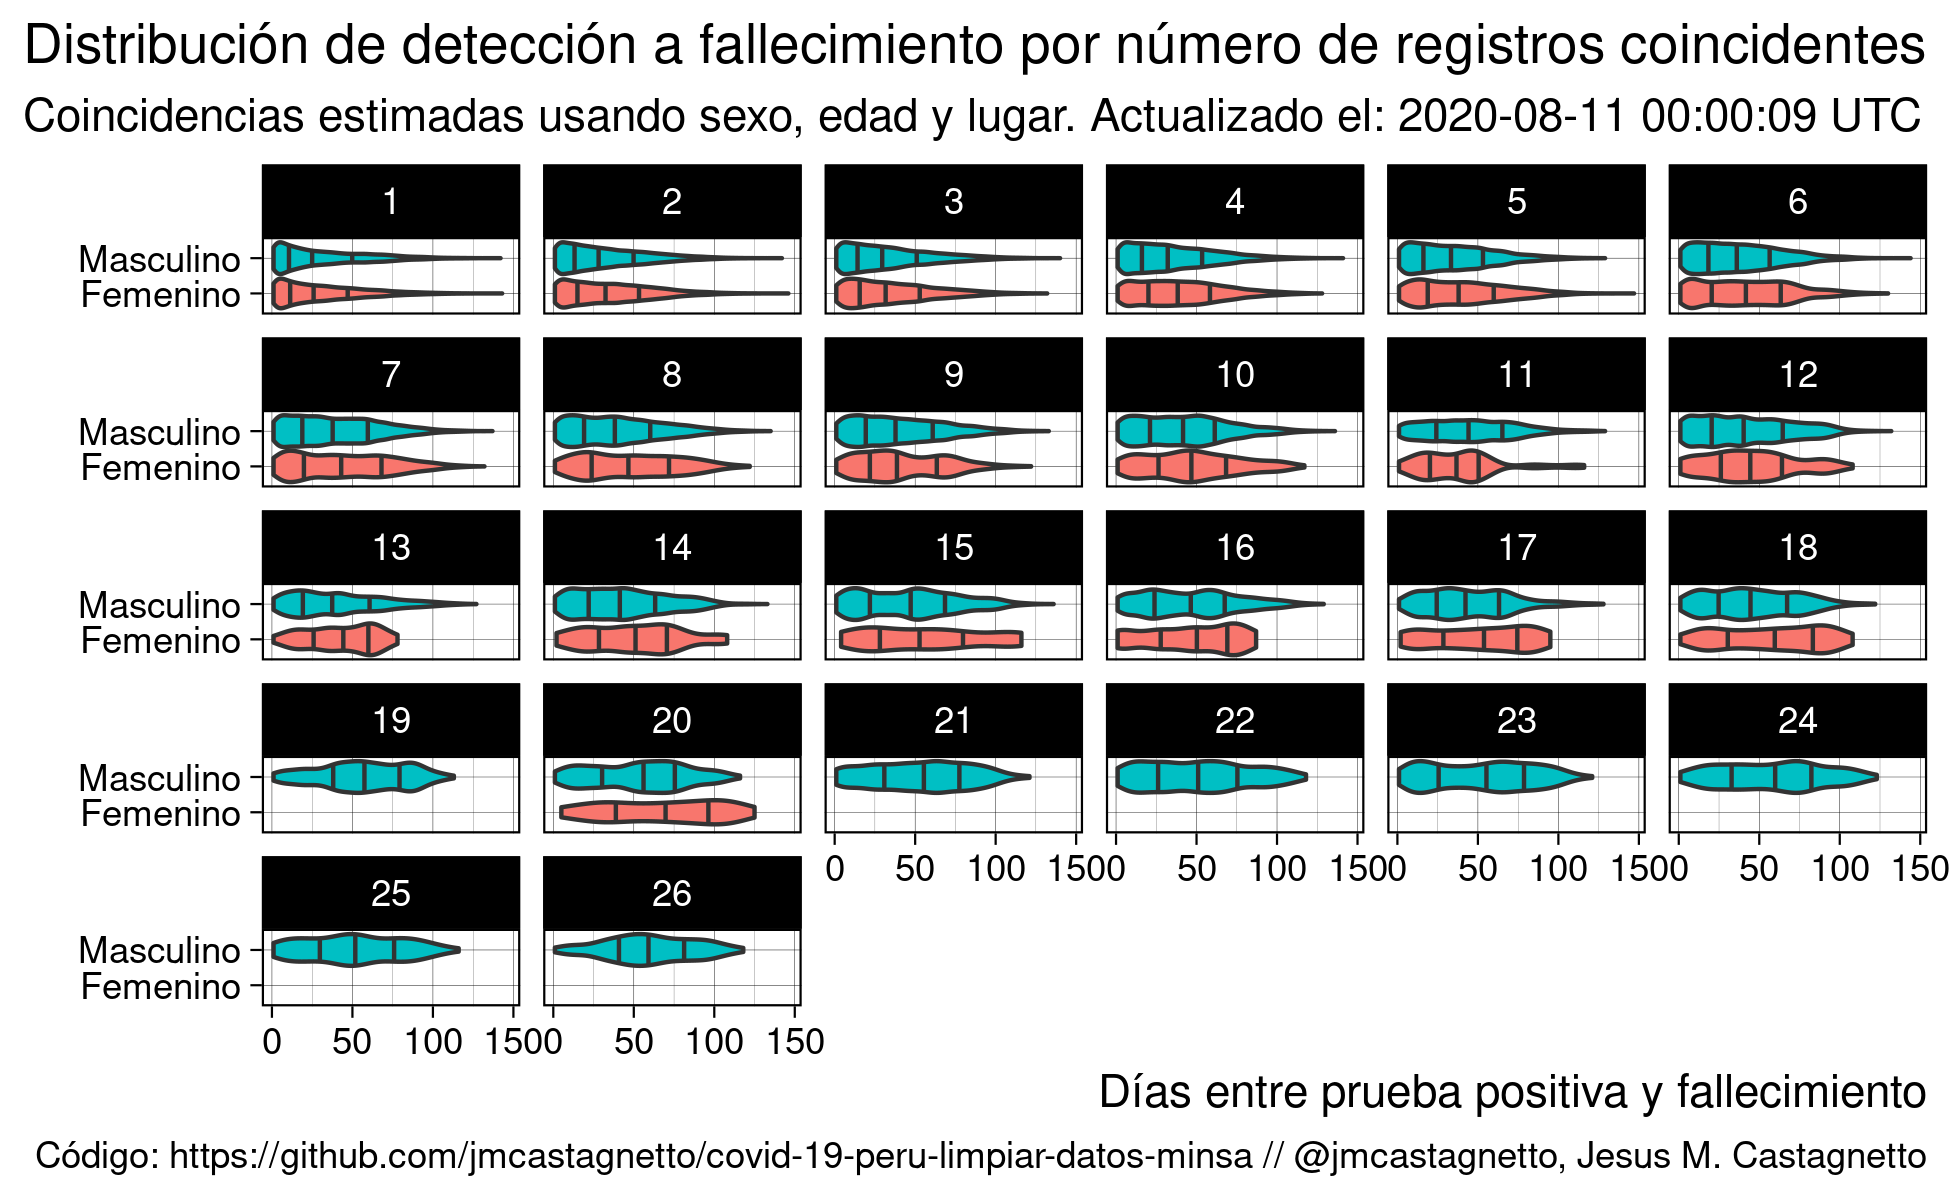 Distribución de detección a fallecimiento por número de registros coincidentes
Coincidencias estimadas usando sexo, edad y lugar. Actualizado el: 2020-08-11 00:00:09 UTC
1 2 3 4 5 6
Masculino
Femenino
7 8 9 10 11 12
Masculino
Femenino
13 14 15 16 17 18
Masculino
Femenino
19 20 21 22 23 24
Masculino
Femenino
0 50 100 150 0 50 100 150 0 50 100 150 0 50 100 150
25 26
Masculino
Femenino
0 50 100 150 0 50 100 150
Días entre prueba positiva y fallecimiento
Código: https://github.com/jmcastagnetto/covid-19-peru-limpiar-datos-minsa // @jmcastagnetto, Jesus M. Castagnetto